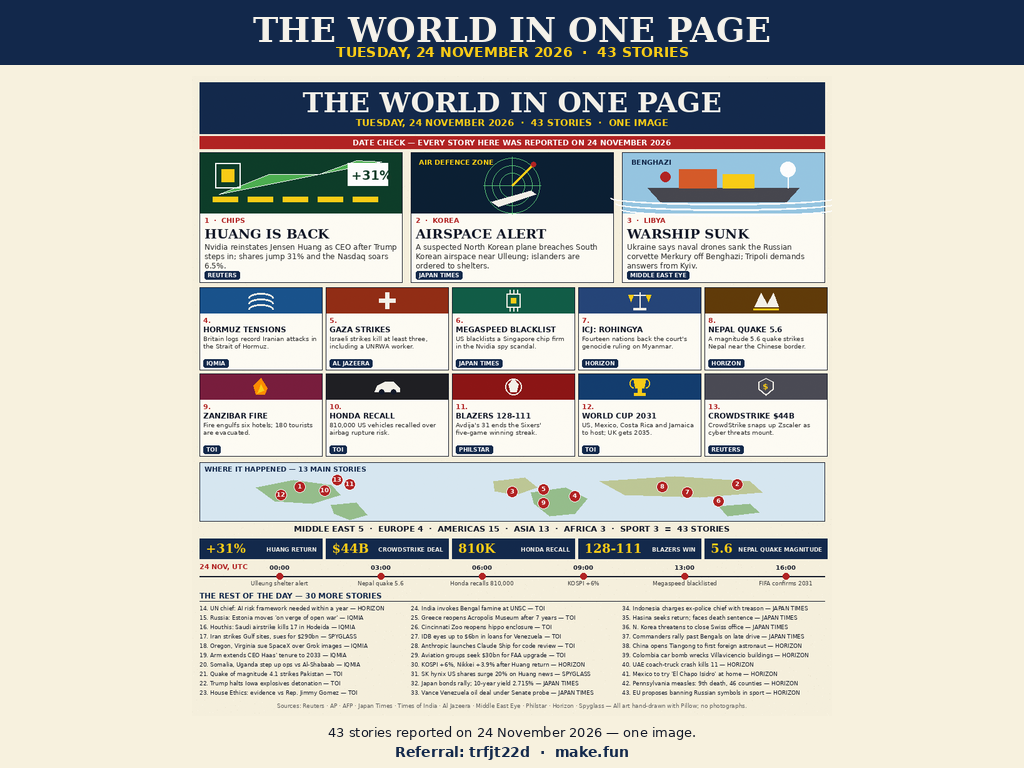 THE WORLD IN ONE PAGE
TUESDAY, 24 NOVEMBER 2026 · 43 STORIES
THE WORLD IN ONE PAGE
TUESDAY, 24 NOVEMBER 2026 · 43 STORIES · ONE IMAGE
DATE CHECK — EVERY STORY HERE WAS REPORTED ON 24 NOVEMBER 2026
+31%
1 · CHIPS
HUANG IS BACK
Nvidia reinstates Jensen Huang as CEO after Trump
steps in; shares jump 31% and the Nasdaq soars
6.5%.
REUTERS
AIR DEFENCE ZONE
2 · KOREA
AIRSPACE ALERT
A suspected North Korean plane breaches South
Korean airspace near Ulleung; islanders are
ordered to shelters.
JAPAN TIMES
BENGHAZI
3 · LIBYA
WARSHIP SUNK
Ukraine says naval drones sank the Russian
corvette Merkury off Benghazi; Tripoli demands
answers from Kyiv.
MIDDLE EAST EYE
4.
HORMUZ TENSIONS
Britain logs record Iranian attacks in
the Strait of Hormuz.
IQMIA
5.
GAZA STRIKES
Israeli strikes kill at least three,
including a UNRWA worker.
AL JAZEERA
6.
MEGASPEED BLACKLIST
US blacklists a Singapore chip firm
in the Nvidia spy scandal.
JAPAN TIMES
7.
ICJ: ROHINGYA
Fourteen nations back the court's
genocide ruling on Myanmar.
HORIZON
8.
NEPAL QUAKE 5.6
A magnitude 5.6 quake strikes
Nepal near the Chinese border.
HORIZON
9.
ZANZIBAR FIRE
Fire engulfs six hotels; 180 tourists
are evacuated.
TOI
10.
HONDA RECALL
810,000 US vehicles recalled over
airbag rupture risk.
TOI
11.
BLAZERS 128-111
Avdija's 31 ends the Sixers'
five-game winning streak.
PHILSTAR
12.
WORLD CUP 2031
US, Mexico, Costa Rica and Jamaica
to host; UK gets 2035.
TOI
$
13.
CROWDSTRIKE $44B
CrowdStrike snaps up Zscaler as
cyber threats mount.
REUTERS
WHERE IT HAPPENED — 13 MAIN STORIES
12
1
10
13
11
3
5
9
4
8
7
6
2
MIDDLE EAST 5 · EUROPE 4 · AMERICAS 15 · ASIA 13 · AFRICA 3 · SPORT 3 = 43 STORIES
+31% HUANG RETURN
$44B CROWDSTRIKE DEAL
810K HONDA RECALL
128-111 BLAZERS WIN
5.6 NEPAL QUAKE MAGNITUDE
24 NOV, UTC
00:00 03:00 06:00 09:00 13:00 16:00
Ulleung shelter alert Nepal quake 5.6 Honda recalls 810,000 KOSPI +6% Megaspeed blacklisted FIFA confirms 2031
REST OF THE DAY — 30 MORE STORIES
14. UN chief: AI risk framework needed within a year — HORIZON
15. Russia: Estonia moves 'on verge of open war' — IQMIA
16. Houthis: Saudi airstrike kills 17 in Hodeida — IQMIA
17. Iran strikes Gulf sites, sues for $290bn — SPYGLASS
18. Oregon, Virginia sue SpaceX over Grok images — IQMIA
19. Arm extends CEO Haas' tenure to 2033 — IQMIA
20. Somalia, Uganda step up ops vs Al-Shabaab — IQMIA
21. Quake of magnitude 4.1 strikes Pakistan — TOI
22. Trump halts Iowa explosives detonation — TOI
23. House Ethics: evidence vs Rep. Jimmy Gomez — TOI
24. India invokes Bengal famine at UNSC — TOI
25. Greece reopens Acropolis Museum after 7 years — TOI
26. Cincinnati Zoo reopens hippo enclosure — TOI
27. IDB eyes up to $6bn in loans for Venezuela — TOI
28. Anthropic launches Claude Ship for code review — TOI
29. Aviation groups seek $30bn for FAA upgrade — TOI
30. KOSPI +6%, Nikkei +3.9% after Huang return — HORIZON
31. SK hynix US shares surge 20% on Huang news — SPYGLASS
32. Japan bonds rally; 10-year yield 2.715% — JAPAN TIMES
33. Vance Venezuela oil deal under Senate probe — JAPAN TIMES
34. Indonesia charges ex-police chief with treason — JAPAN TIMES
35. Hasina seeks return; faces death sentence — JAPAN TIMES
36. N. Korea threatens to close Swiss office — JAPAN TIMES
37. Commanders rally past Bengals on late drive — JAPAN TIMES
38. China opens Tiangong to first foreign astronaut — HORIZON
39. Colombia car bomb wrecks Villavicencio buildings — HORIZON
40. UAE coach-truck crash kills 11 — HORIZON
41. Mexico to try 'El Chapo Isidro' at home — HORIZON
42. Pennsylvania measles: 9th death, 46 counties — HORIZON
43. EU proposes banning Russian symbols in sport — HORIZON
Sources: Reuters · AP · AFP · Japan Times · Times of India · Al Jazeera · Middle East Eye · Philstar · Horizon · Spyglass — All art hand-drawn with Pillow; no photographs.
43 stories reported on 24 November 2026 — one image.
Referral: trfjt22d · make.fun